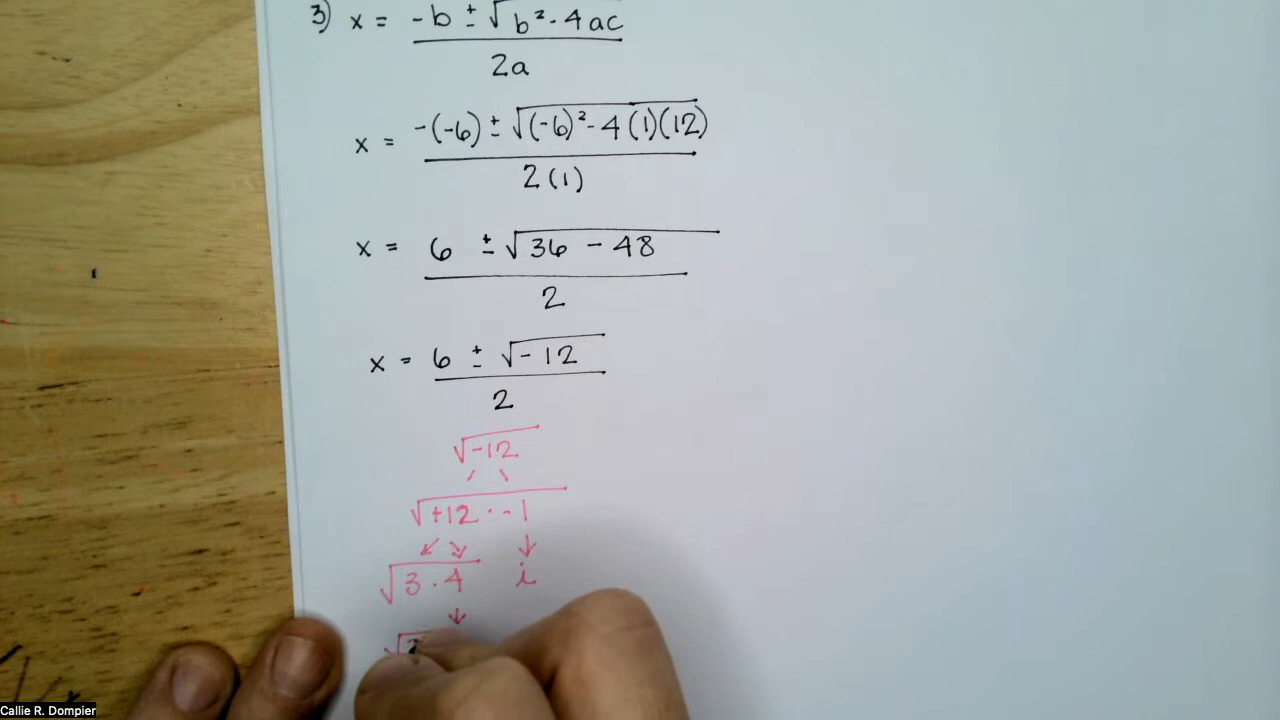 3) x = -b ± √b² - 4ac
2a
x = -(-6) ± √(-6)² - 4(1)(12)
2(1)
x = 6 ± √36 - 48
2
x = 6 ± √-12
2
√-12
√+12 · -1
√3 · 4 i
Callie R. Dompier